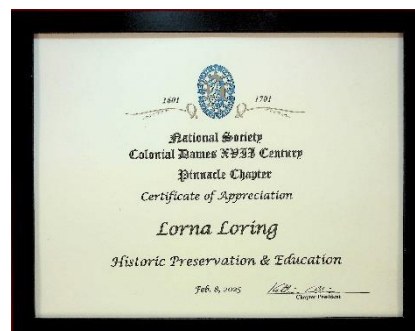 1601 1701
National Society
Colonial Dames XVII Century
Pinnacle Chapter
Certificate of Appreciation
Lorna Loring
Historic Preservation & Education
Feb. 8, 2025
Chapter President